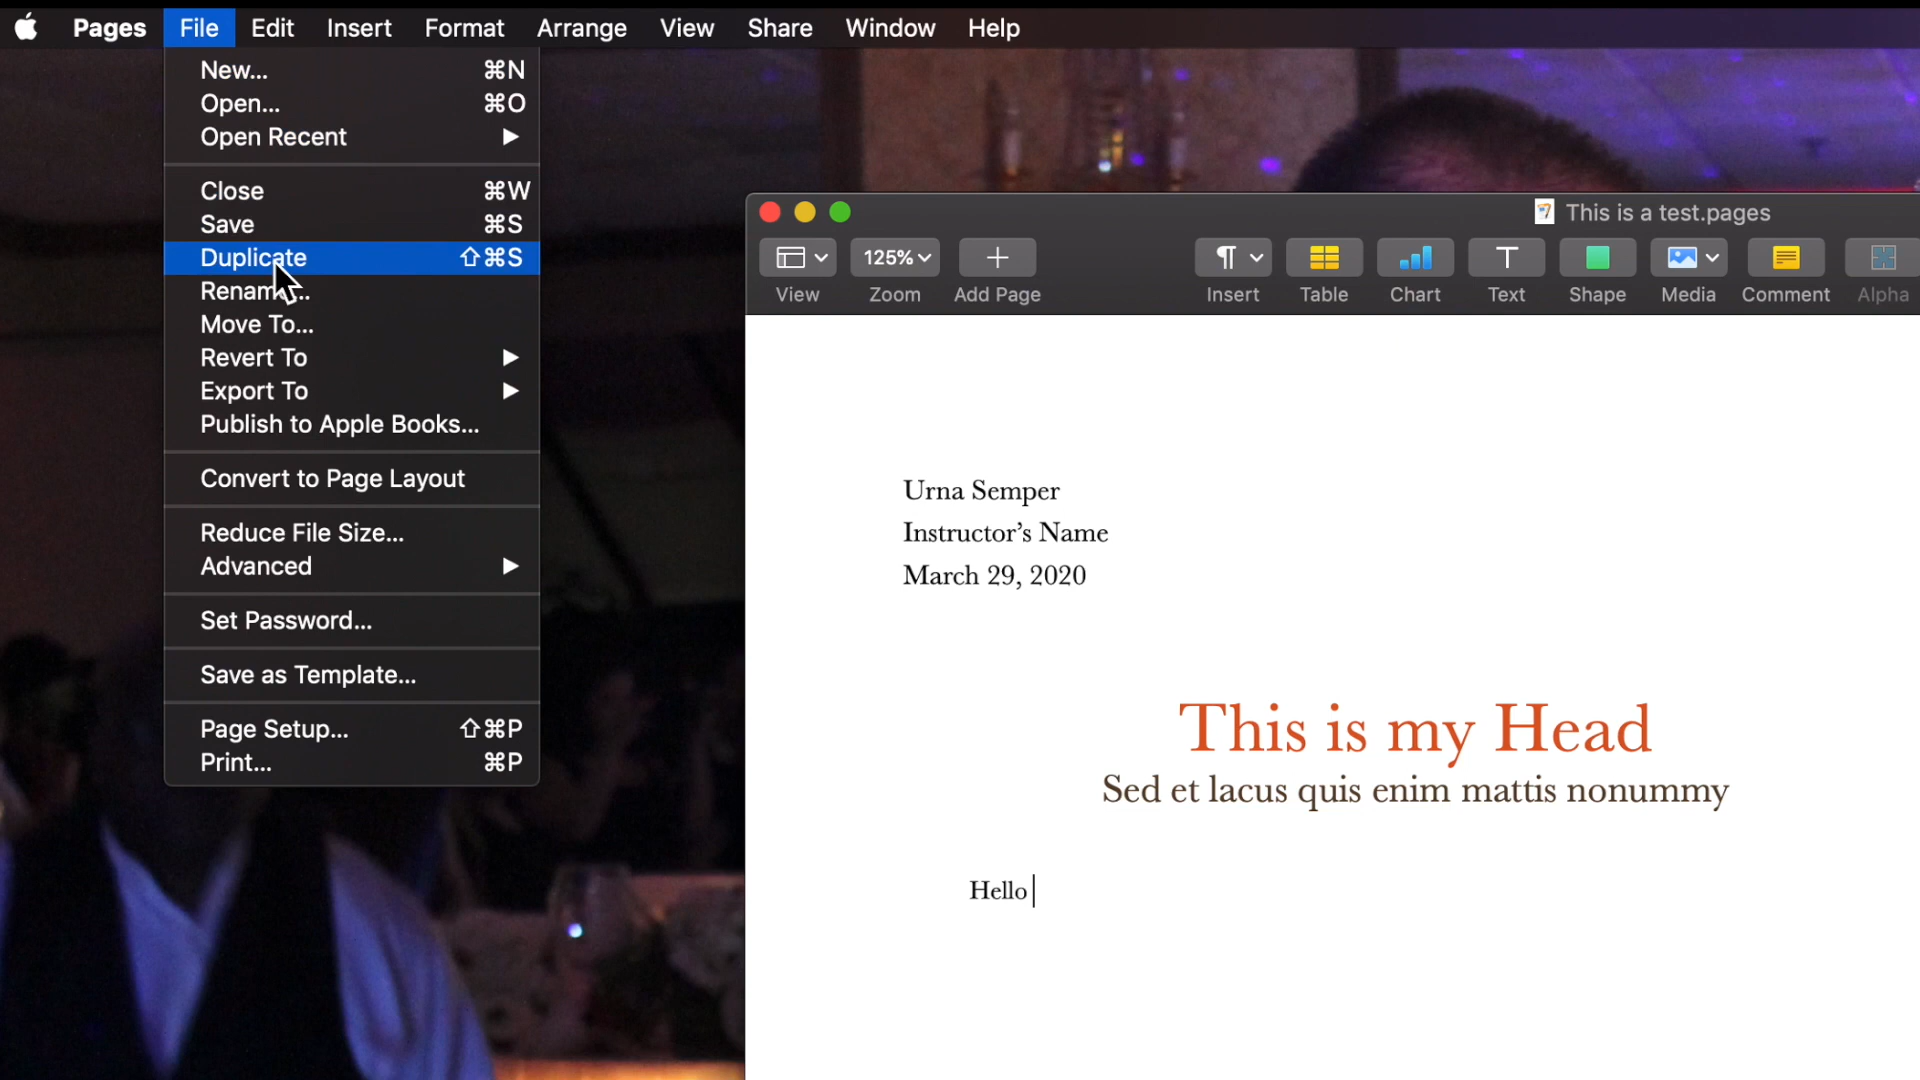 Pages File Edit Insert Format Arrange View Share Window Help
New... ⌘N
Open... ⌘O
Open Recent ▶
Close ⌘W
Save ⌘S
Duplicate ⇧⌘S
Move To...
Revert To ▶
Export To ▶
Publish to Apple Books...
Convert to Page Layout
Reduce File Size...
Advanced ▶
Set Password...
Save as Template...
Page Setup... ⇧⌘P
Print... ⌘P
This is a test.pages
125%
View Zoom Add Page Insert Table Chart Text Shape Media Comment Alpha
Urna Semper
Instructor’s Name
March 29, 2020
This is my Head
Sed et lacus quis enim mattis nonummy
Hello